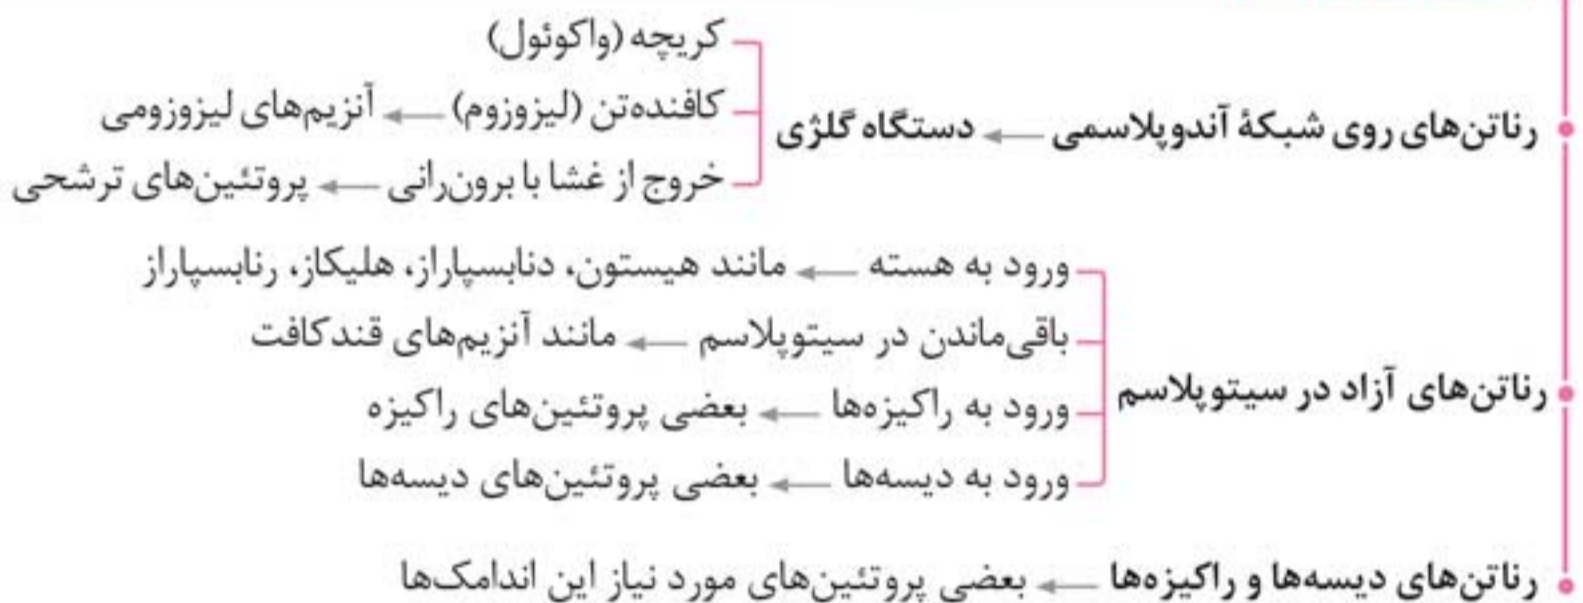 کریچه (واکوئول)
رناتن‌های روی شبکهٔ آندوپلاسمی ← دستگاه گلژی
کافنده‌تن (لیزوزوم) ← آنزیم‌های لیزوزومی
خروج از غشا با برون‌رانی ← پروتئین‌های ترشحی
ورود به هسته ← مانند هیستون، دنابسپاراز، هلیکاز، رنابسپاراز
باقی‌ماندن در سیتوپلاسم ← مانند آنزیم‌های قندکافت
رناتن‌های آزاد در سیتوپلاسم
ورود به راکیزه‌ها ← بعضی پروتئین‌های راکیزه
ورود به دیسه‌ها ← بعضی پروتئین‌های دیسه‌ها
رناتن‌های دیسه‌ها و راکیزه‌ها ← بعضی پروتئین‌های مورد نیاز این اندامک‌ها